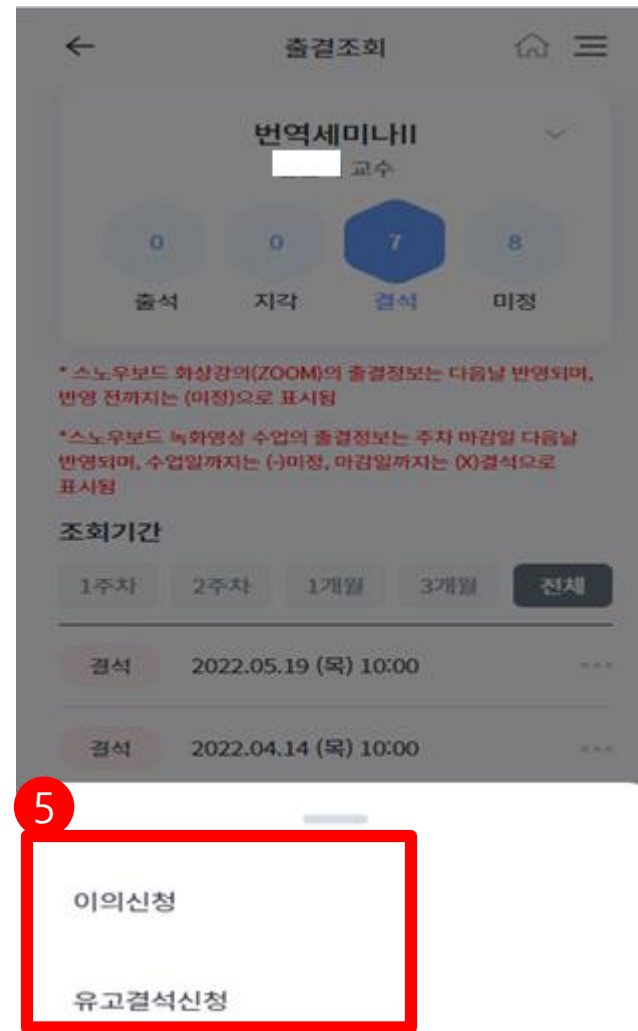 출결조회
번역세미나II
교수
0 0 7 8
출석 지각 결석 미정
* 스노우보드 화상강의(ZOOM)의 출결정보는 다음날 반영되며,
반영 전까지는 (미정)으로 표시됨
*스노우보드 녹화영상 수업의 출결정보는 주차 마감일 다음날
반영되며, 수업일까지는 (-)미정, 마감일까지는 (X)결석으로
표시됨
조회기간
1주차 2주차 1개월 3개월 전체
결석 2022.05.19 (목) 10:00
결석 2022.04.14 (목) 10:00
5
이의신청
유고결석신청